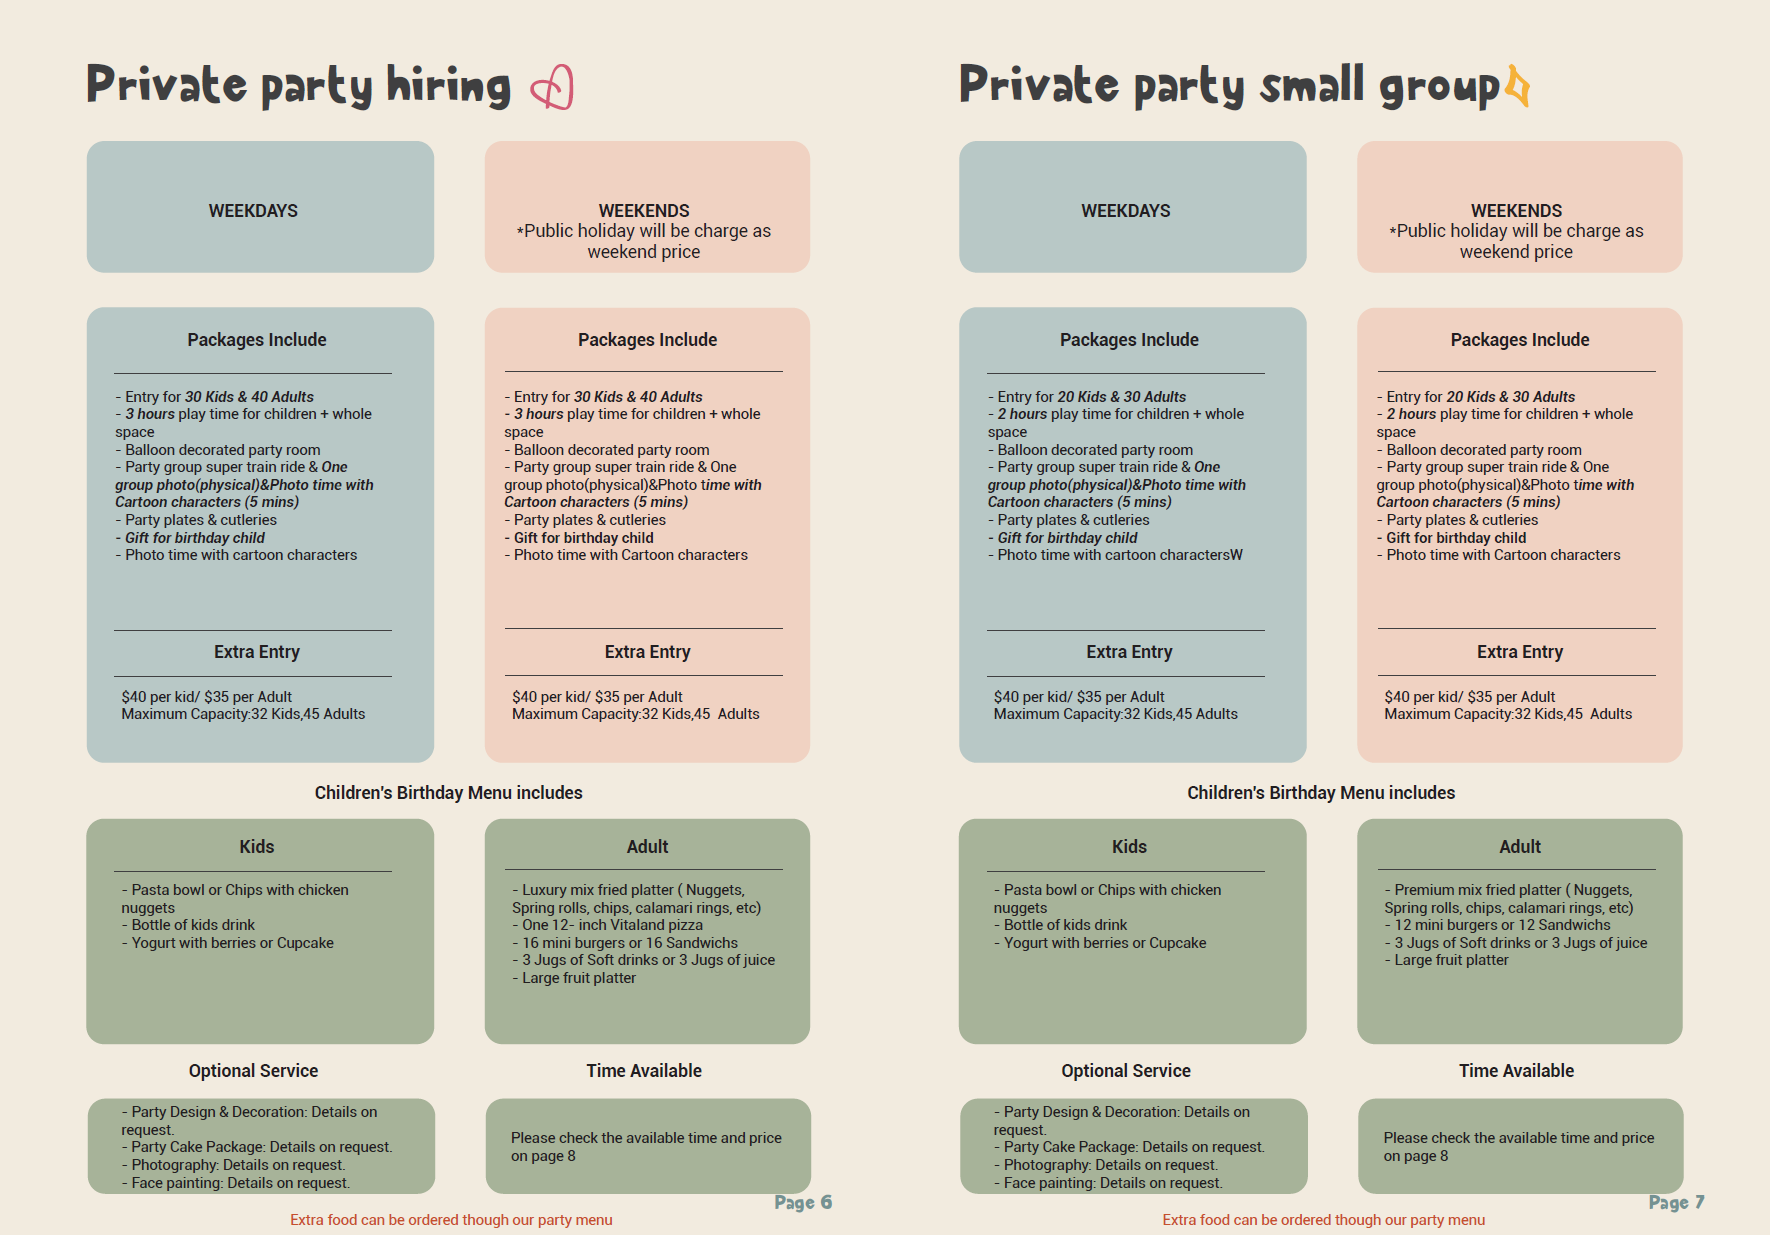 Private party hiring
WEEKDAYS
WEEKENDS
*Public holiday will be charge as
weekend price
Packages Include
- Entry for 30 Kids & 40 Adults
- 3 hours play time for children + whole
space
- Balloon decorated party room
- Party group super train ride & One
group photo(physical)&Photo time with
Cartoon characters (5 mins)
- Party plates & cutleries
- Gift for birthday child
- Photo time with cartoon characters
Extra Entry
$40 per kid/ $35 per Adult
Maximum Capacity:32 Kids,45 Adults
Packages Include
- Entry for 30 Kids & 40 Adults
- 3 hours play time for children + whole
space
- Balloon decorated party room
- Party group super train ride & One
group photo(physical)&Photo time with
Cartoon characters (5 mins)
- Party plates & cutleries
- Gift for birthday child
- Photo time with Cartoon characters
Extra Entry
$40 per kid/ $35 per Adult
Maximum Capacity:32 Kids,45  Adults
Children's Birthday Menu includes
Kids
- Pasta bowl or Chips with chicken
nuggets
- Bottle of kids drink
- Yogurt with berries or Cupcake
Adult
- Luxury mix fried platter ( Nuggets,
Spring rolls, chips, calamari rings, etc)
- One 12- inch Vitaland pizza
- 16 mini burgers or 16 Sandwichs
- 3 Jugs of Soft drinks or 3 Jugs of juice
- Large fruit platter
Optional Service
- Party Design & Decoration: Details on
request.
- Party Cake Package: Details on request.
- Photography: Details on request.
- Face painting: Details on request.
Time Available
Please check the available time and price
on page 8
Page 6
Extra food can be ordered though our party menu
Private party small group
WEEKDAYS
WEEKENDS
*Public holiday will be charge as
weekend price
Packages Include
- Entry for 20 Kids & 30 Adults
- 2 hours play time for children + whole
space
- Balloon decorated party room
- Party group super train ride & One
group photo(physical)&Photo time with
Cartoon characters (5 mins)
- Party plates & cutleries
- Gift for birthday child
- Photo time with cartoon charactersW
Extra Entry
$40 per kid/ $35 per Adult
Maximum Capacity:32 Kids,45 Adults
Packages Include
- Entry for 20 Kids & 30 Adults
- 2 hours play time for children + whole
space
- Balloon decorated party room
- Party group super train ride & One
group photo(physical)&Photo time with
Cartoon characters (5 mins)
- Party plates & cutleries
- Gift for birthday child
- Photo time with Cartoon characters
Extra Entry
$40 per kid/ $35 per Adult
Maximum Capacity:32 Kids,45  Adults
Children's Birthday Menu includes
Kids
- Pasta bowl or Chips with chicken
nuggets
- Bottle of kids drink
- Yogurt with berries or Cupcake
Adult
- Premium mix fried platter ( Nuggets,
Spring rolls, chips, calamari rings, etc)
- 12 mini burgers or 12 Sandwichs
- 3 Jugs of Soft drinks or 3 Jugs of juice
- Large fruit platter
Optional Service
- Party Design & Decoration: Details on
request.
- Party Cake Package: Details on request.
- Photography: Details on request.
- Face painting: Details on request.
Time Available
Please check the available time and price
on page 8
Page 7
Extra food can be ordered though our party menu